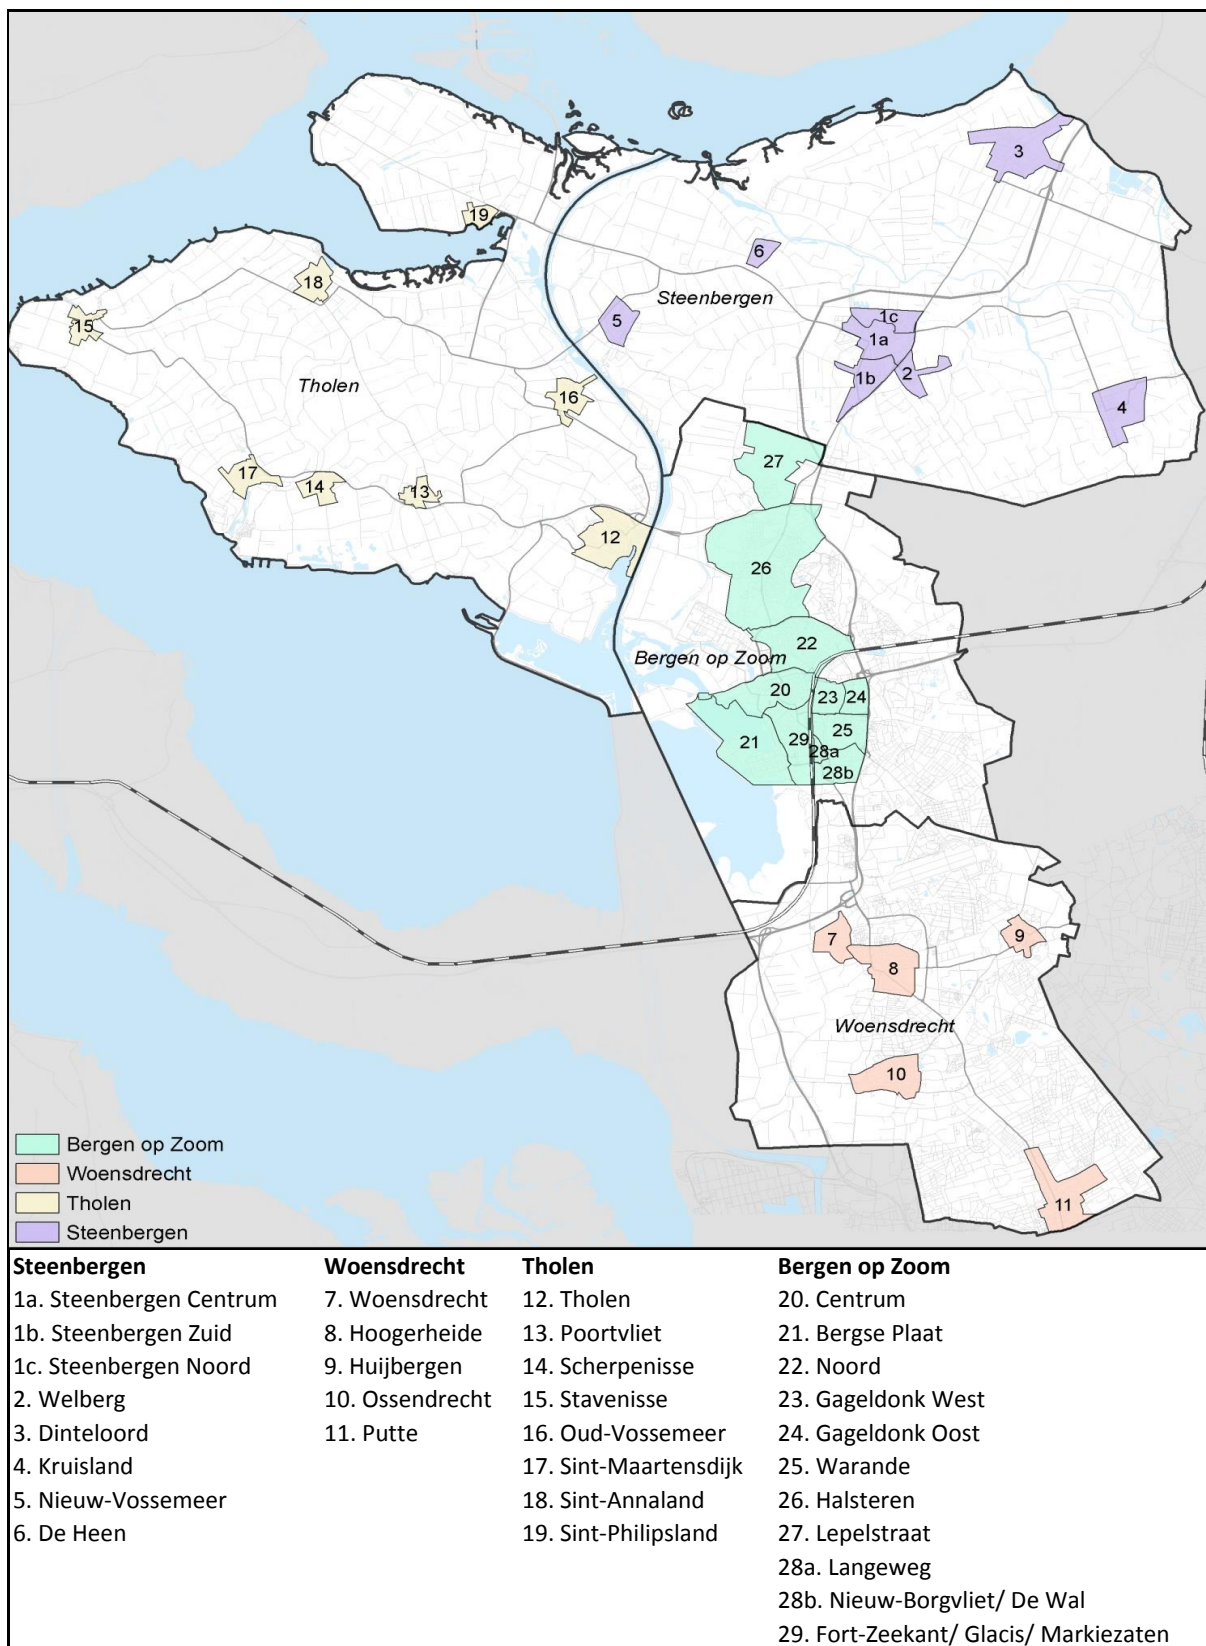 3
19
6
18
Steenbergen
5
1c
15
1a
Tholen
1b
2
16
4
27
17
14
13
12
26
22
Bergen op Zoom
20
23
24
25
21
29
28a
28b
7
9
8
Woensdrecht
10
11
Bergen op Zoom
Woensdrecht
Tholen
Steenbergen
Steenbergen
1a. Steenbergen Centrum
1b. Steenbergen Zuid
1c. Steenbergen Noord
2. Welberg
3. Dinteloord
4. Kruisland
5. Nieuw-Vossemeer
6. De Heen
Woensdrecht
7. Woensdrecht
8. Hoogerheide
9. Huijbergen
10. Ossendrecht
11. Putte
Tholen
12. Tholen
13. Poortvliet
14. Scherpenisse
15. Stavenisse
16. Oud-Vossemeer
17. Sint-Maartensdijk
18. Sint-Annaland
19. Sint-Philipsland
Bergen op Zoom
20. Centrum
21. Bergse Plaat
22. Noord
23. Gageldonk West
24. Gageldonk Oost
25. Warande
26. Halsteren
27. Lepelstraat
28a. Langeweg
28b. Nieuw-Borgvliet/ De Wal
29. Fort-Zeekant/ Glacis/ Markiezaten